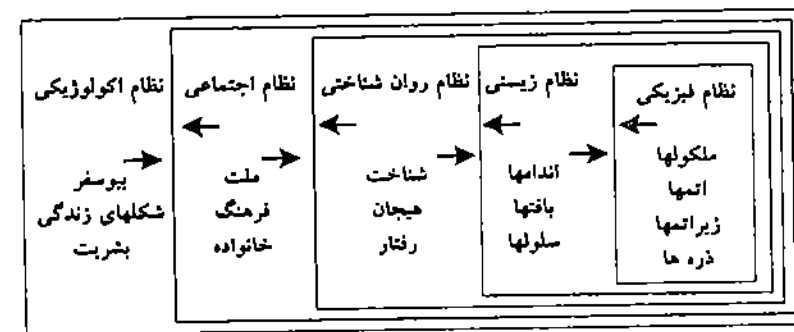 نظام فیزیکی
ملکولها
اتمها
زیراتمها
ذره ها
نظام زیستی
اندامها
بافتها
سلولها
نظام روان شناختی
شناخت
هیجان
رفتار
نظام اجتماعی
ملت
فرهنگ
خانواده
نظام اکولوژیکی
بیوسفر
شکلهای زندگی
بشریت